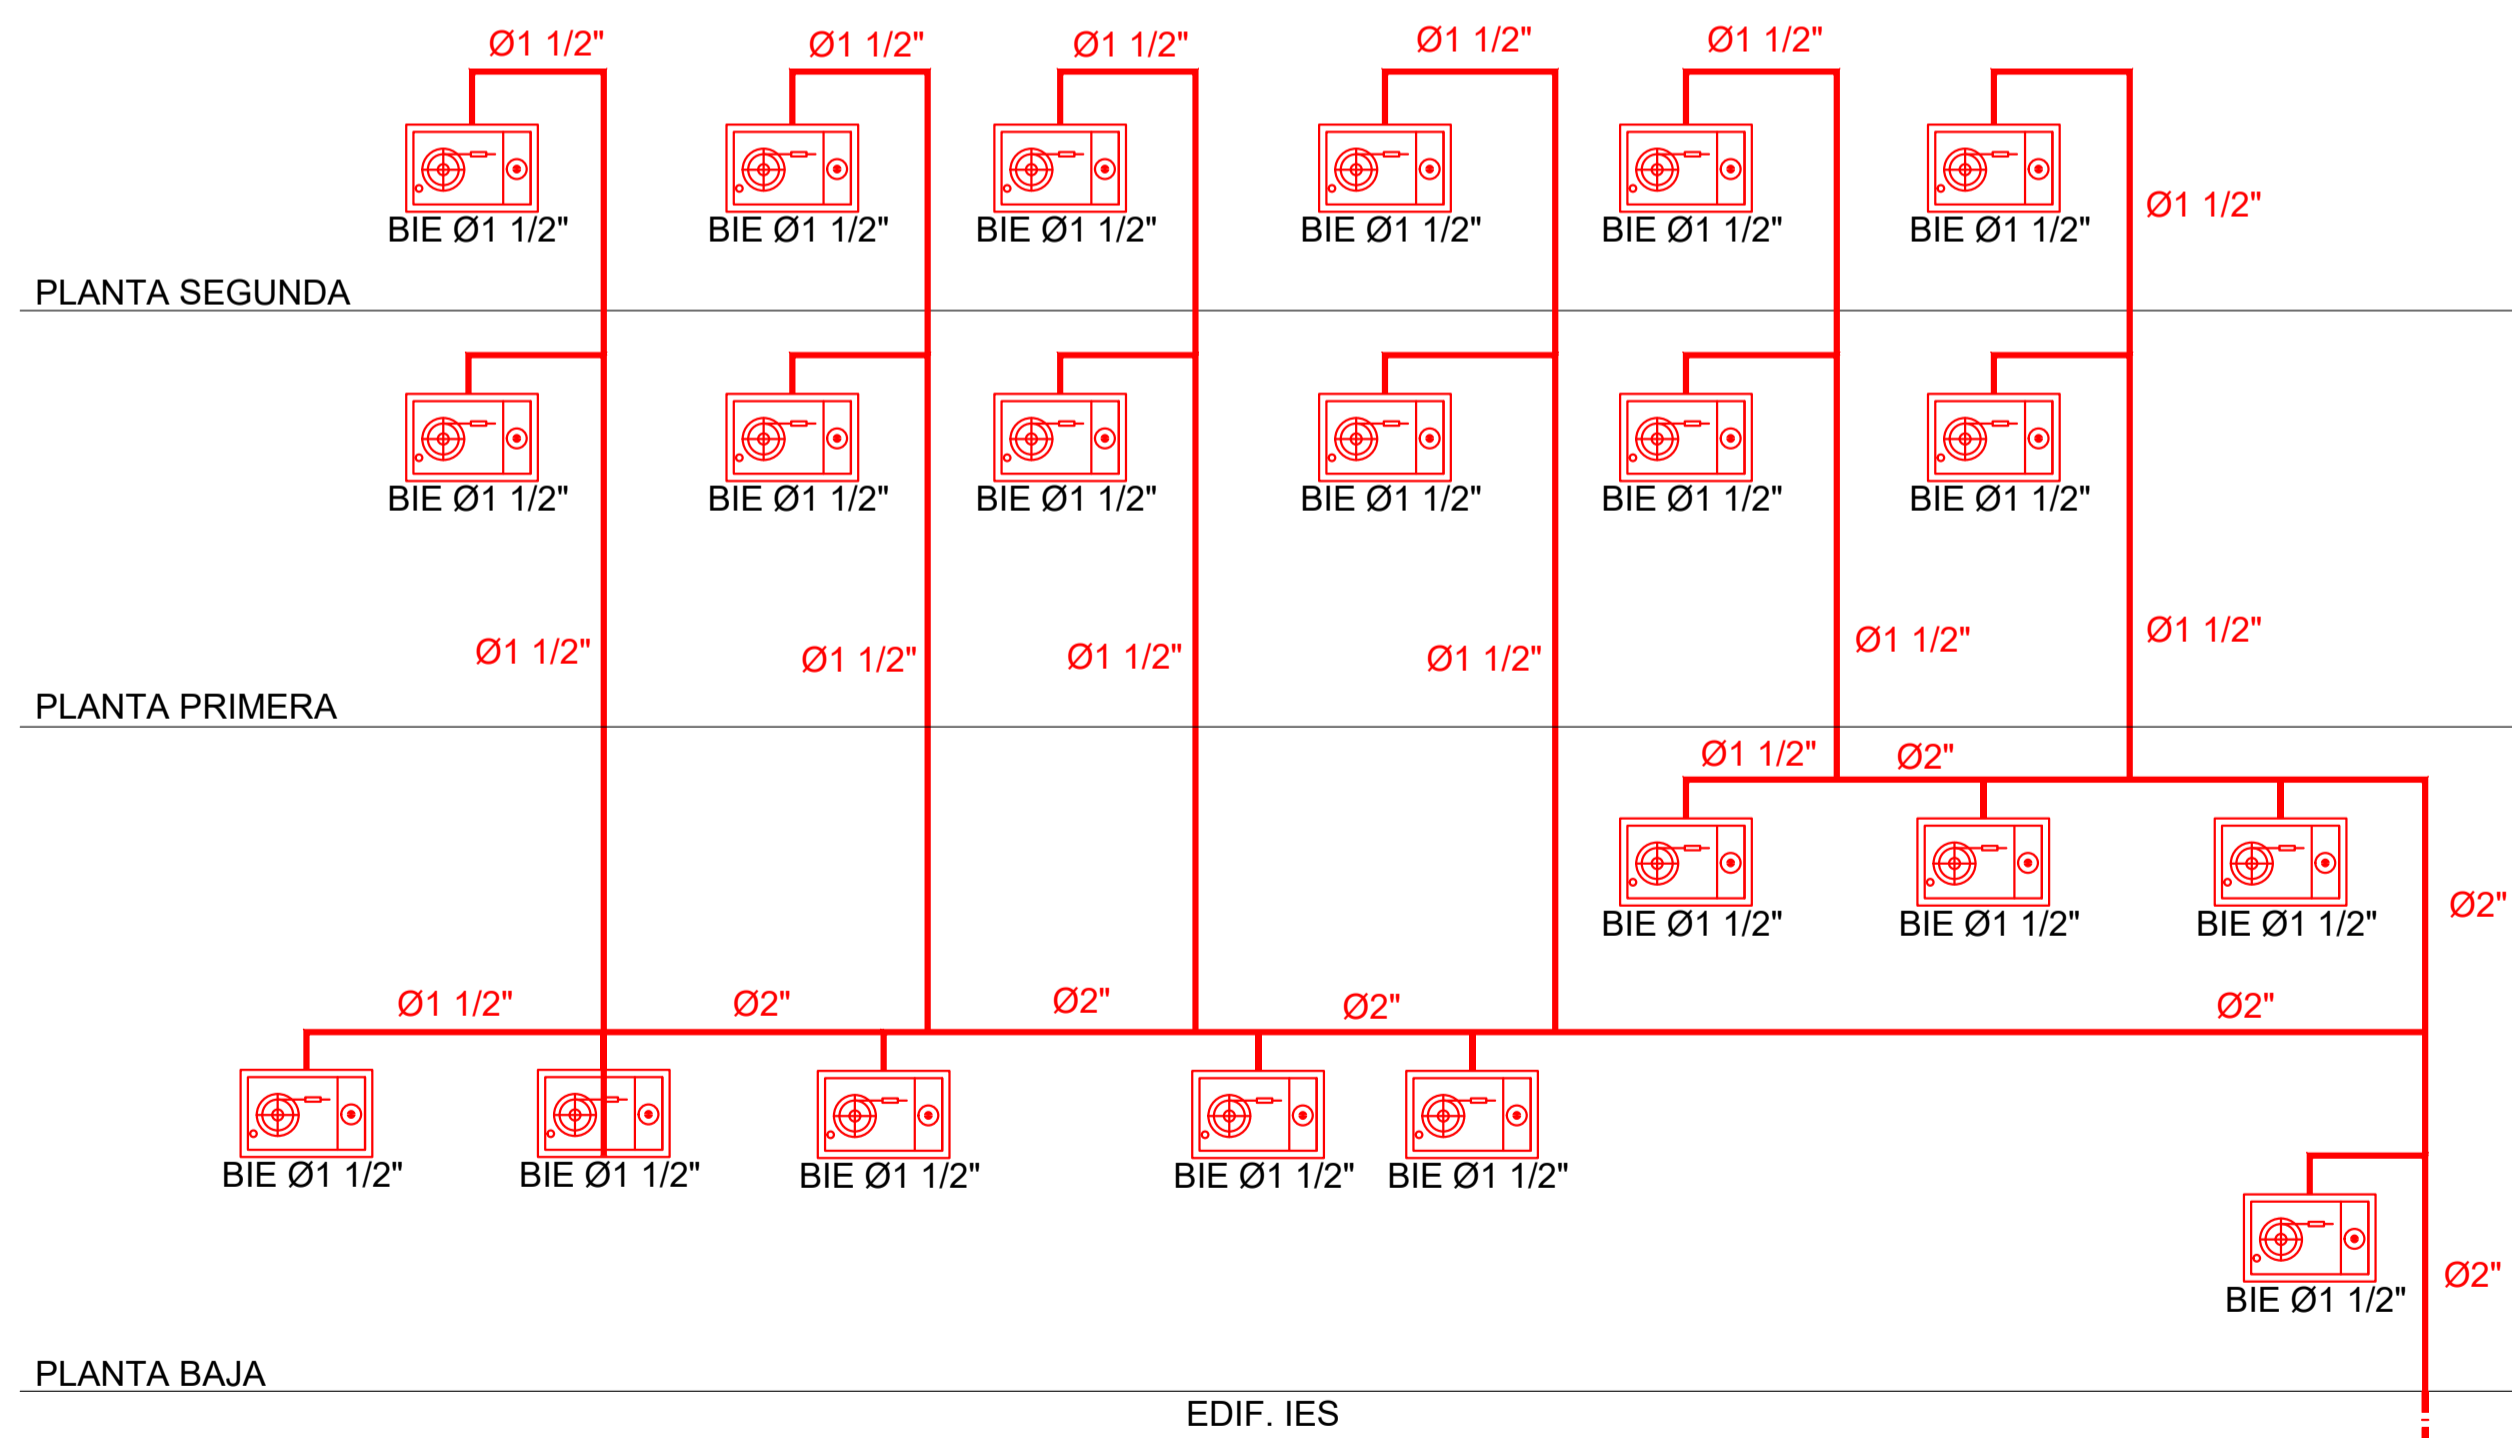 Ø1 1/2" Ø1 1/2" Ø1 1/2" Ø1 1/2" Ø1 1/2"
Ø1 1/2"
BIE Ø1 1/2" BIE Ø1 1/2" BIE Ø1 1/2" BIE Ø1 1/2" BIE Ø1 1/2" BIE Ø1 1/2"
PLANTA SEGUNDA
BIE Ø1 1/2" BIE Ø1 1/2" BIE Ø1 1/2" BIE Ø1 1/2" BIE Ø1 1/2" BIE Ø1 1/2"
Ø1 1/2" Ø1 1/2" Ø1 1/2" Ø1 1/2" Ø1 1/2" Ø1 1/2"
PLANTA PRIMERA
Ø1 1/2" Ø2"
BIE Ø1 1/2" BIE Ø1 1/2" BIE Ø1 1/2"
Ø2"
Ø1 1/2" Ø2" Ø2" Ø2" Ø2"
BIE Ø1 1/2" BIE Ø1 1/2" BIE Ø1 1/2" BIE Ø1 1/2" BIE Ø1 1/2"
Ø2"
BIE Ø1 1/2"
PLANTA BAJA
EDIF. IES